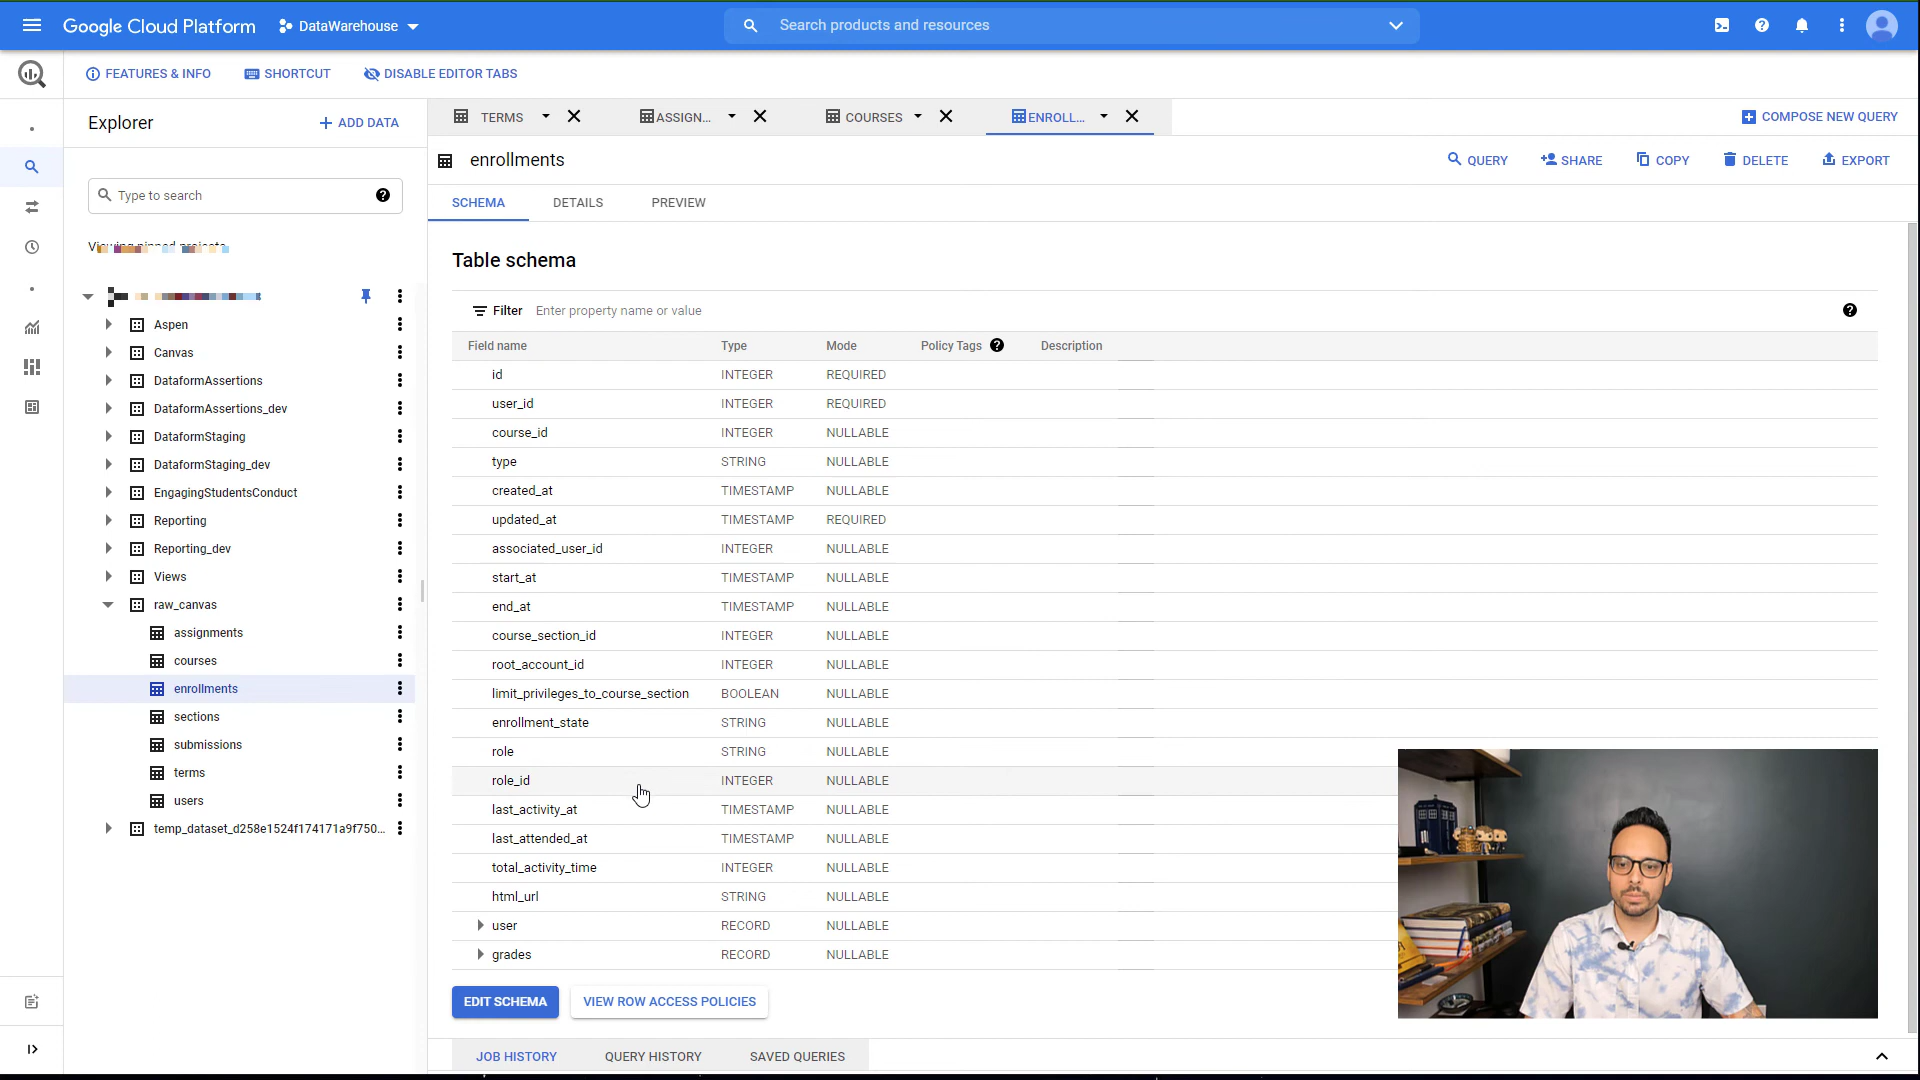 Google Cloud Platform
DataWarehouse
Search products and resources
FEATURES & INFO
SHORTCUT
DISABLE EDITOR TABS
Explorer
ADD DATA
TERMS
ASSIGN...
COURSES
ENROLL...
COMPOSE NEW QUERY
enrollments
QUERY
SHARE
COPY
DELETE
EXPORT
Type to search
SCHEMA
DETAILS
PREVIEW
Viewing pinned projects.
Table schema
Filter
Enter property name or value
Field name Type Mode Policy Tags Description
id INTEGER REQUIRED
user_id INTEGER REQUIRED
course_id INTEGER NULLABLE
type STRING NULLABLE
created_at TIMESTAMP NULLABLE
updated_at TIMESTAMP REQUIRED
associated_user_id INTEGER NULLABLE
start_at TIMESTAMP NULLABLE
end_at TIMESTAMP NULLABLE
course_section_id INTEGER NULLABLE
root_account_id INTEGER NULLABLE
limit_privileges_to_course_section BOOLEAN NULLABLE
enrollment_state STRING NULLABLE
role STRING NULLABLE
role_id INTEGER NULLABLE
last_activity_at TIMESTAMP NULLABLE
last_attended_at TIMESTAMP NULLABLE
total_activity_time INTEGER NULLABLE
html_url STRING NULLABLE
user RECORD NULLABLE
grades RECORD NULLABLE
EDIT SCHEMA
VIEW ROW ACCESS POLICIES
JOB HISTORY
QUERY HISTORY
SAVED QUERIES
Aspen
Canvas
DataformAssertions
DataformAssertions_dev
DataformStaging
DataformStaging_dev
EngagingStudentsConduct
Reporting
Reporting_dev
Views
raw_canvas
assignments
courses
enrollments
sections
submissions
terms
users
temp_dataset_d258e1524f174171a9f750...